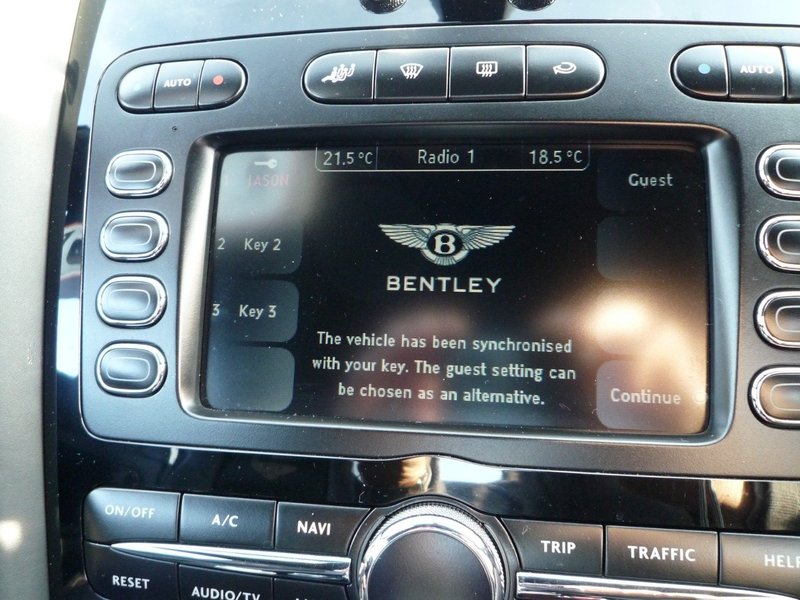 AUTO
AUTO
21.5°C Radio 1 18.5°C
1 JASON
Guest
2 Key 2
B
BENTLEY
3 Key 3
The vehicle has been synchronised
with your key. The guest setting can
be chosen as an alternative.
Continue
ON/OFF
A/C
NAVI
TRIP
TRAFFIC
HELP
RESET
AUDIO/TV